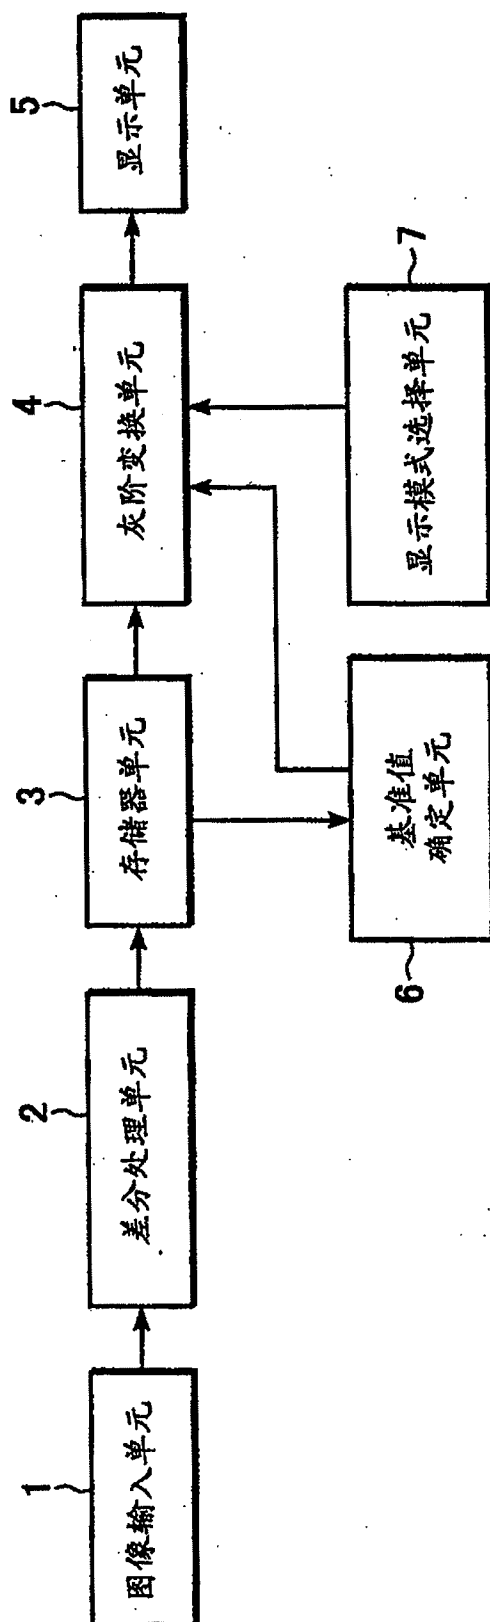 1
图像输入单元
2
差分处理单元
3
存储器单元
4
灰阶变换单元
5
显示单元
6
基准值
确定单元
7
显示模式选择单元